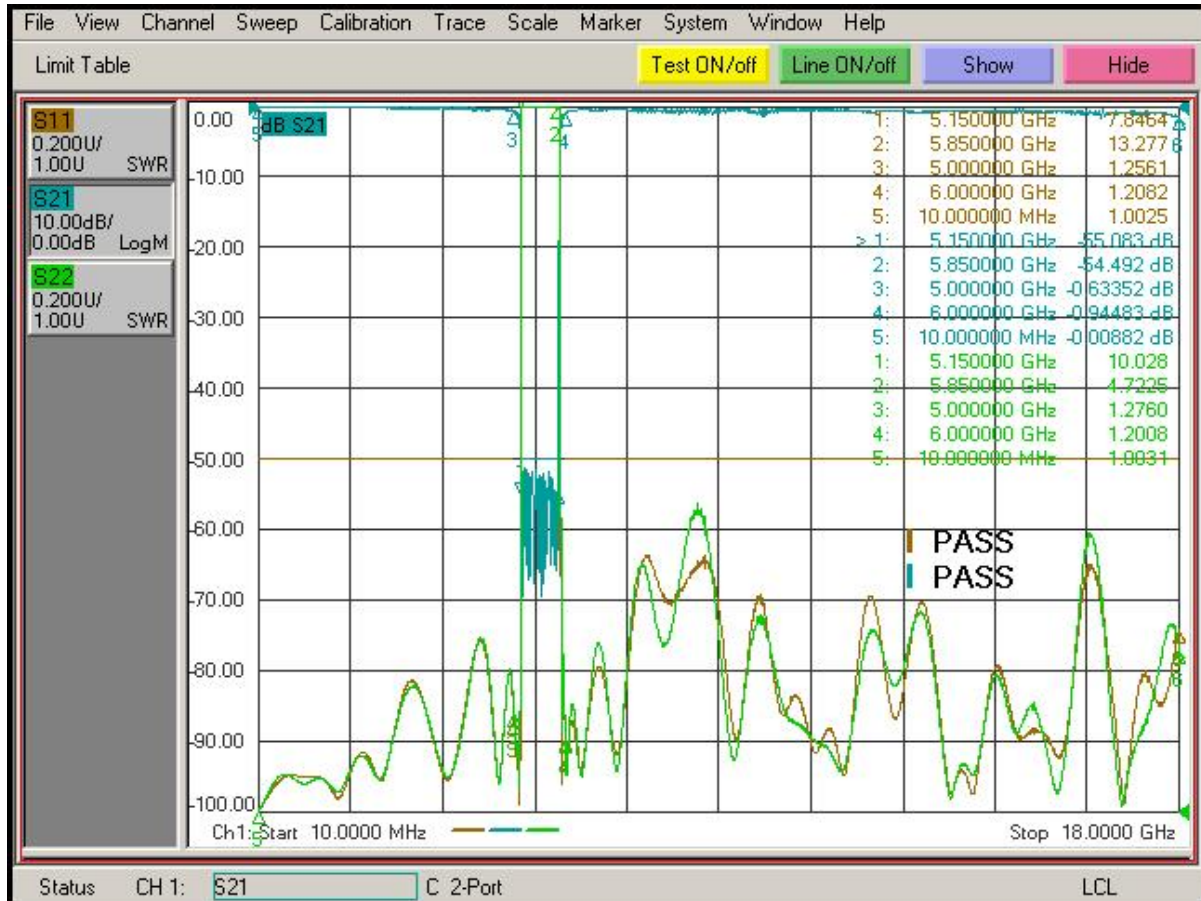 File View Channel Sweep Calibration Trace Scale Marker System Window Help
Limit Table Test ON/off Line ON/off Show Hide
S11
0.200U/
1.00U SWR
S21
10.00dB/
0.00dB LogM
S22
0.200U/
1.00U SWR
dB S21
0.00
-10.00
-20.00
-30.00
-40.00
-50.00
-60.00
-70.00
-80.00
-90.00
-100.00
1: 5.150000 GHz 7.8464
2: 5.850000 GHz 13.277
3: 5.000000 GHz 1.2561
4: 6.000000 GHz 1.2082
5: 10.000000 MHz 1.0025
> 1: 5.150000 GHz -55.083 dB
2: 5.850000 GHz -54.492 dB
3: 5.000000 GHz -0.63352 dB
4: 6.000000 GHz -0.94483 dB
5: 10.000000 MHz -0.00882 dB
1: 5.150000 GHz 10.028
2: 5.850000 GHz 4.7225
3: 5.000000 GHz 1.2760
4: 6.000000 GHz 1.2008
5: 10.000000 MHz 1.0031
PASS
PASS
Ch1: Start 10.0000 MHz Stop 18.0000 GHz
Status CH 1: S21 C 2-Port LCL